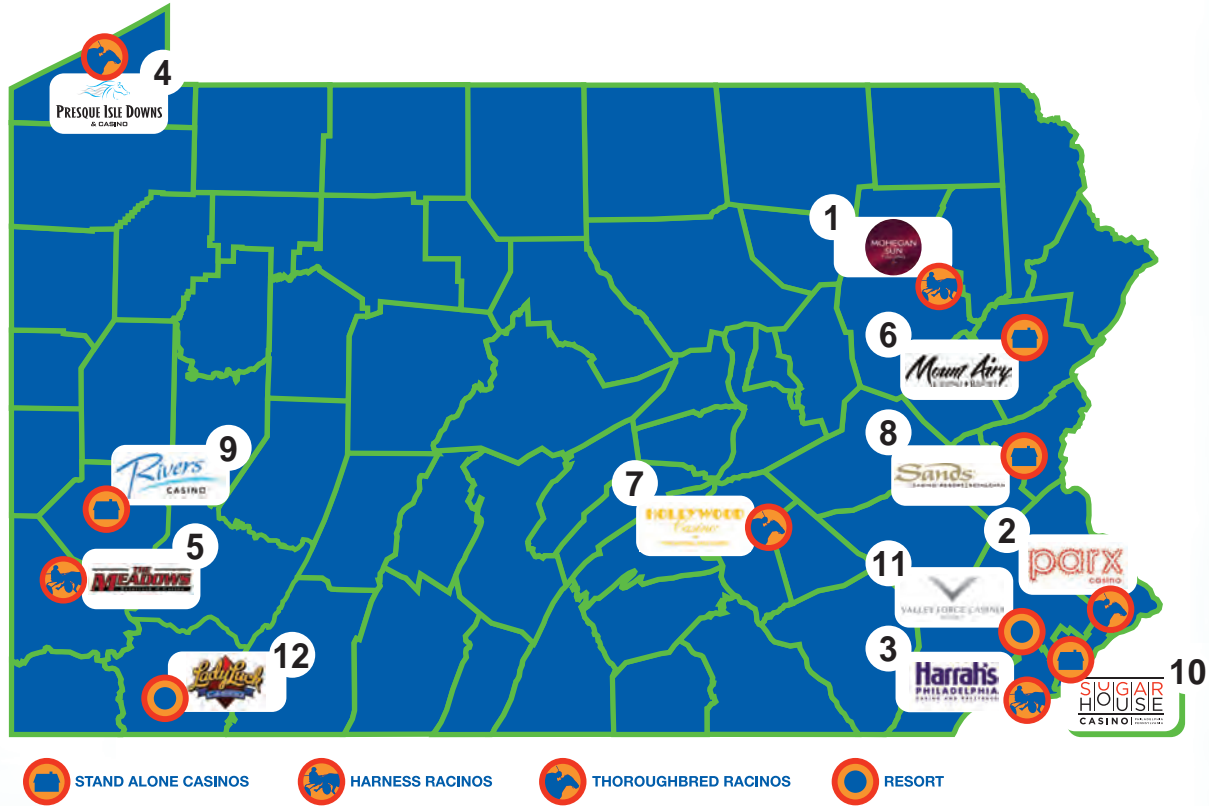 4
PRESQUE ISLE DOWNS
& CASINO
1
MOHEGAN
SUN
6
Mount Airy
8
Sands
9
Rivers
CASINO
7
HOLLYWOOD
Casino
2
parx
casino
5
THE
MEADOWS
11
VALLEY FORGE CASINO
RESORT
3
Harrah's
PHILADELPHIA
12
Lady Luck
CASINO
10
SUGAR
HOUSE
CASINO
STAND ALONE CASINOS
HARNESS RACINOS
THOROUGHBRED RACINOS
RESORT